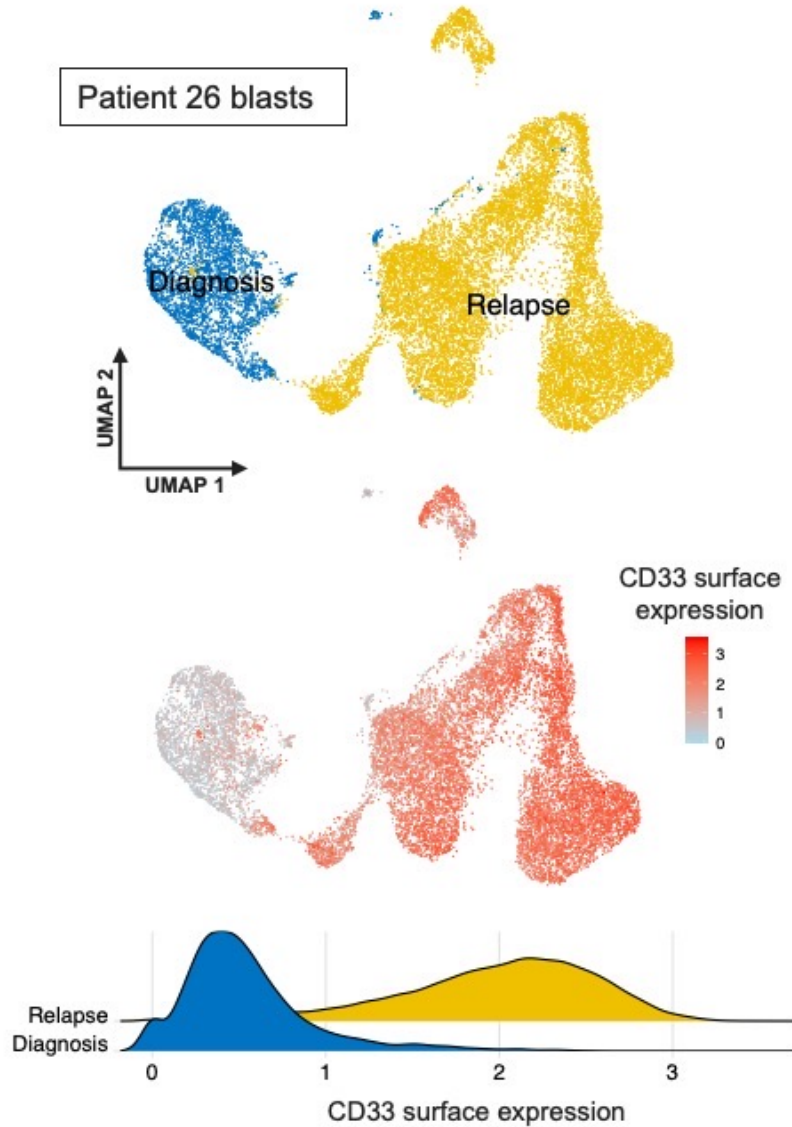 Patient 26 blasts
Diagnosis
Relapse
UMAP 2
UMAP 1
CD33 surface
expression
3
2
1
0
Relapse
Diagnosis
0 1 2 3
CD33 surface expression